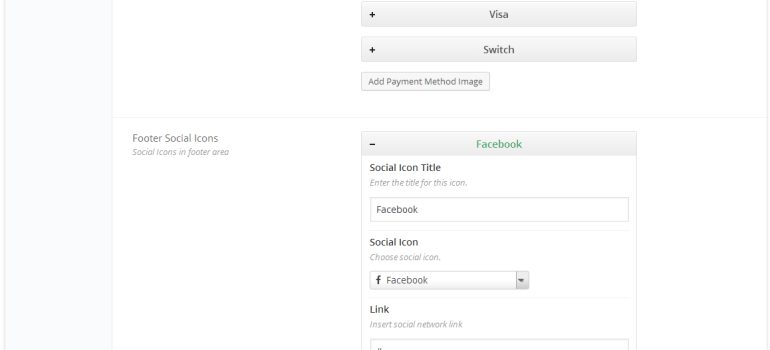 + Visa
+ Switch
Add Payment Method Image
Footer Social Icons
Social Icons in footer area
− Facebook
Social Icon Title
Enter the title for this icon.
Facebook
Social Icon
Choose social icon.
Facebook
Link
Insert social network link